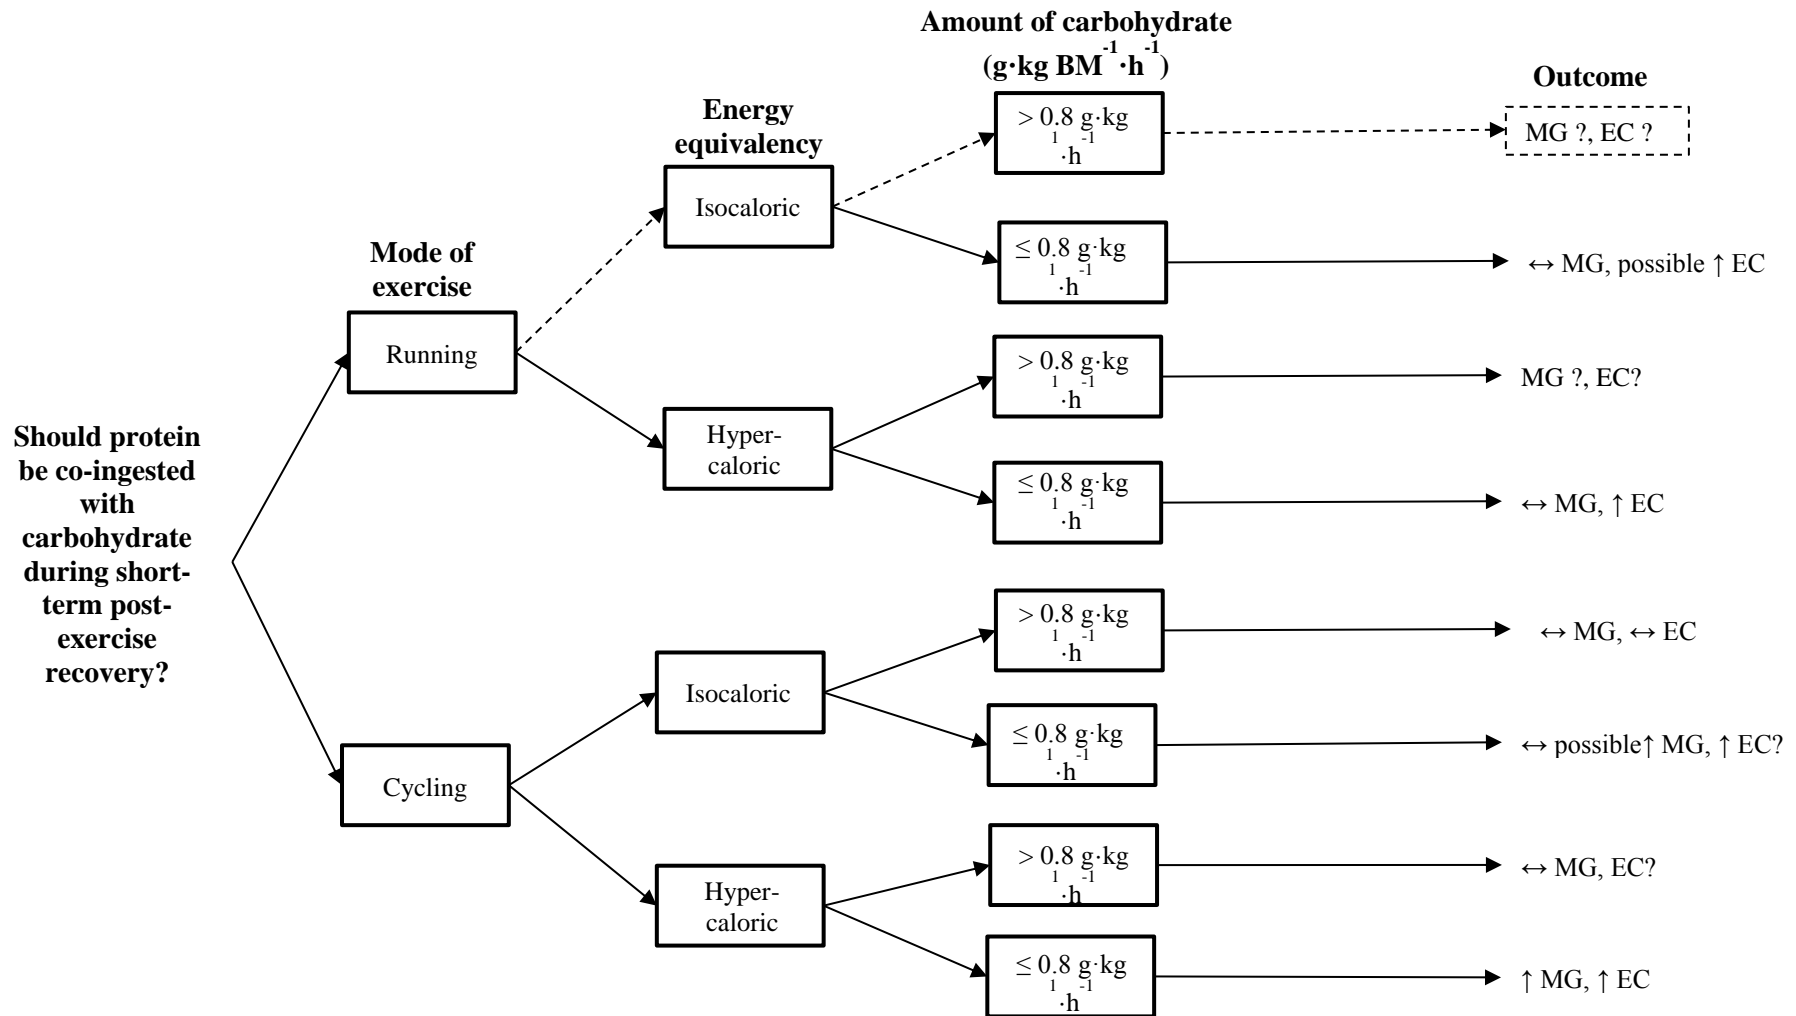 Amount of carbohydrate
(g·kg BM-1·h-1)
Outcome
Energy
equivalency
Mode of
exercise
Should protein
be co-ingested
with
carbohydrate
during short-
term post-
exercise
recovery?
Running
Cycling
Isocaloric
Hyper-
caloric
Isocaloric
Hyper-
caloric
> 0.8 g·kg
1 -1
·h
MG ?, EC ?
≤ 0.8 g·kg
1 -1
·h
↔ MG, possible ↑ EC
> 0.8 g·kg
1 -1
·h
MG ?, EC?
≤ 0.8 g·kg
1 -1
·h
↔ MG, ↑ EC
> 0.8 g·kg
1 -1
·h
↔ MG, ↔ EC
≤ 0.8 g·kg
1 -1
·h
↔ possible↑ MG, ↑ EC?
> 0.8 g·kg
1 -1
·h
↔ MG, EC?
≤ 0.8 g·kg
1 -1
·h
↑ MG, ↑ EC